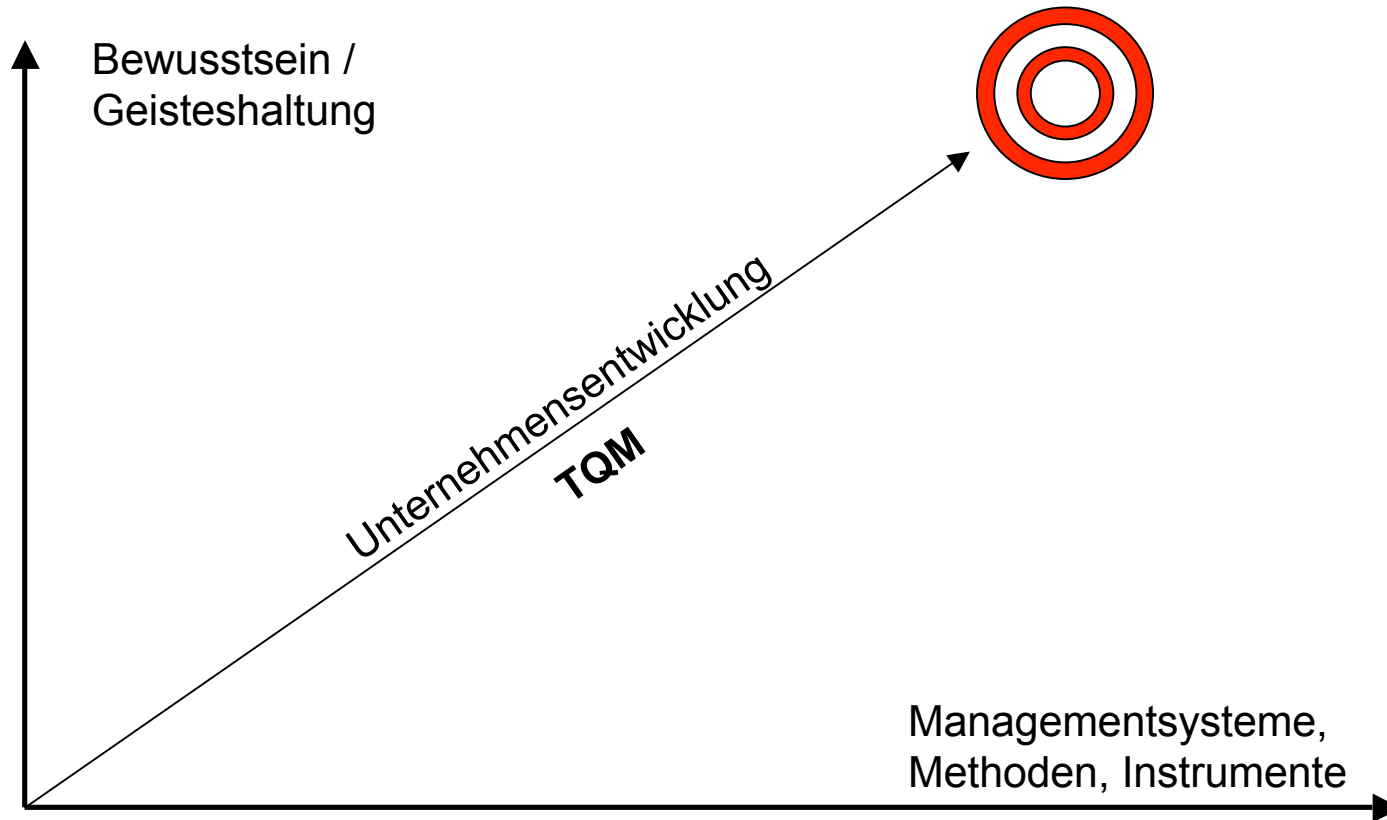 Bewusstsein /
Geisteshaltung
Unternehmensentwicklung
TQM
Managementsysteme,
Methoden, Instrumente